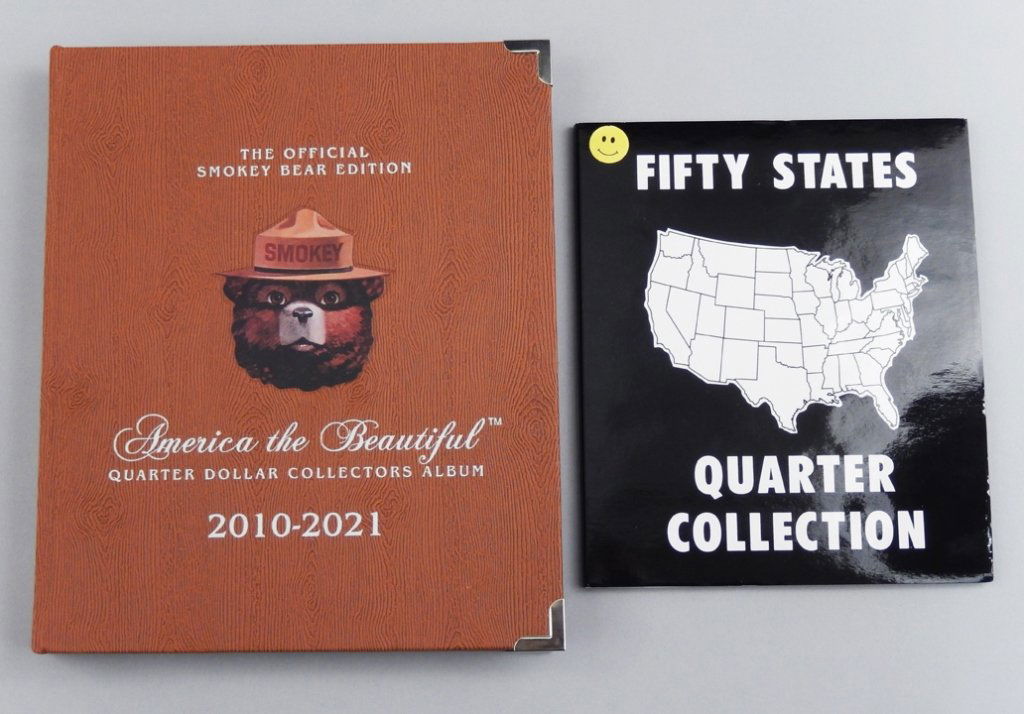 THE OFFICIAL
SMOKEY BEAR EDITION
SMOKEY
America the Beautiful™
QUARTER DOLLAR COLLECTORS ALBUM
2010-2021
FIFTY STATES
QUARTER
COLLECTION